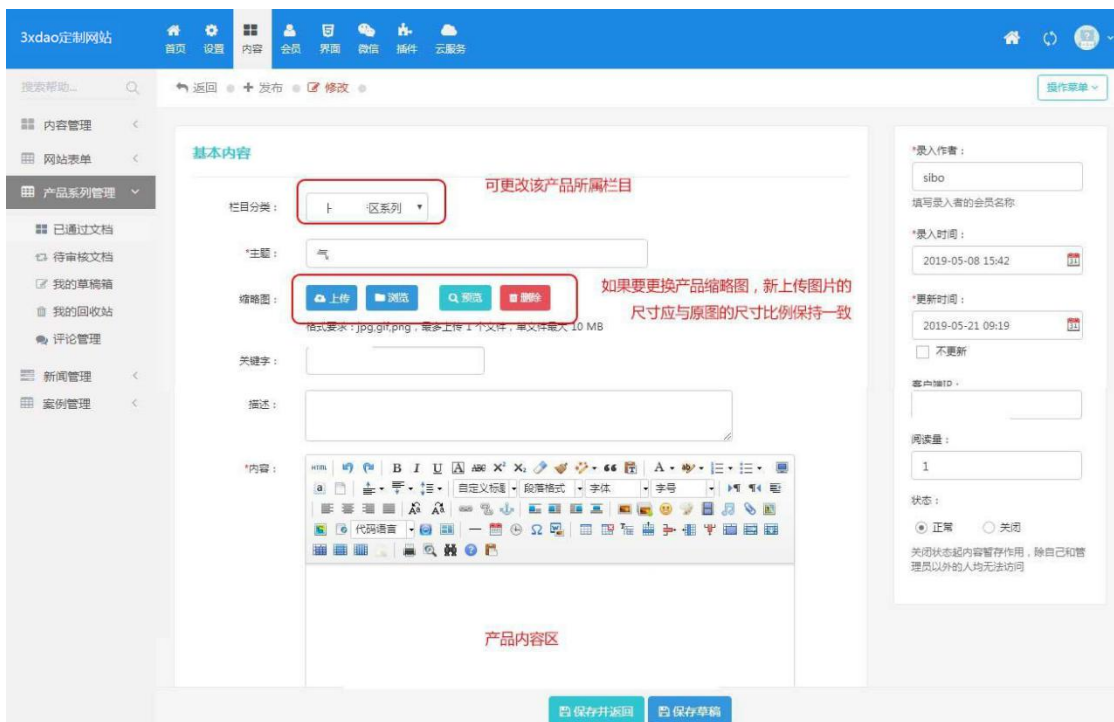 3xdao定制网站
首页 设置 内容 会员 界面 微信 插件 云服务
搜索帮助...
返回 发布 修改
操作菜单
内容管理
网站表单
产品系列管理
已通过文档
待审核文档
我的草稿箱
我的回收站
评论管理
新闻管理
案例管理
基本内容
栏目分类：
区系列
可更改该产品所属栏目
*主题：
气
缩略图：
上传 浏览 预览 删除
如果要更换产品缩略图，新上传图片的
尺寸应与原图的尺寸比例保持一致
格式要求：jpg,gif,png，最多上传 1 个文件，单文件最大 10 MB
关键字：
描述：
*内容：
HTML B I U A ABC X² X₂ 66 A
a 自定义标题 段落格式 字体 字号
代码语言
产品内容区
保存并返回 保存草稿
*录入作者：
sibo
填写录入者的会员名称
*录入时间：
2019-05-08 15:42
*更新时间：
2019-05-21 09:19
不更新
客户端IP：
阅读量：
1
状态：
正常 关闭
关闭状态起内容暂存作用，除自己和管
理员以外的人均无法访问